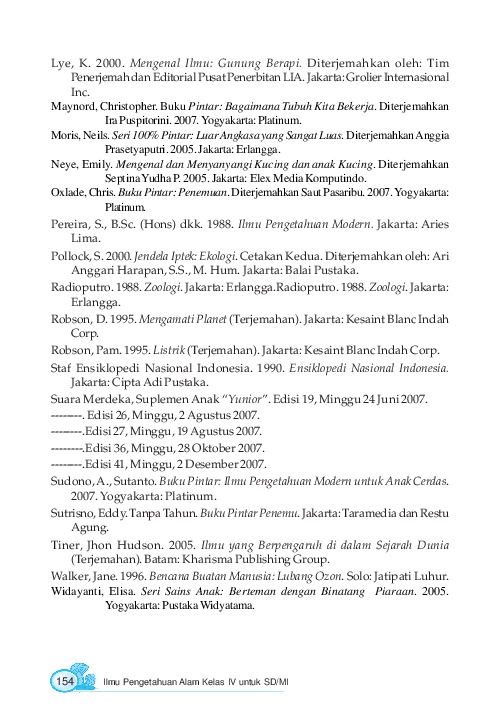 Lye, K. 2000. Mengenal Ilmu: Gunung Berapi. Diterjemahkan oleh: Tim
Penerjemah dan Editorial Pusat Penerbitan LIA. Jakarta: Grolier Internasional
Inc.
Maynord, Christopher. Buku Pintar: Bagaimana Tubuh Kita Bekerja. Diterjemahkan
Ira Puspitorini. 2007. Yogyakarta: Platinum.
Moris, Neils. Seri 100% Pintar: Luar Angkasa yang Sangat Luas. Diterjemahkan Anggia
Prasetyaputri. 2005. Jakarta: Erlangga.
Neye, Emily. Mengenal dan Menyanyangi Kucing dan anak Kucing. Diterjemahkan
Septina Yudha P. 2005. Jakarta: Elex Media Komputindo.
Oxlade, Chris. Buku Pintar: Penemuan. Diterjemahkan Saut Pasaribu. 2007. Yogyakarta:
Platinum.
Pereira, S., B.Sc. (Hons) dkk. 1988. Ilmu Pengetahuan Modern. Jakarta: Aries
Lima.
Pollock, S. 2000. Jendela Iptek: Ekologi. Cetakan Kedua. Diterjemahkan oleh: Ari
Anggari Harapan, S.S., M. Hum. Jakarta: Balai Pustaka.
Radioputro. 1988. Zoologi. Jakarta: Erlangga.Radioputro. 1988. Zoologi. Jakarta:
Erlangga.
Robson, D. 1995. Mengamati Planet (Terjemahan). Jakarta: Kesaint Blanc Indah
Corp.
Robson, Pam. 1995. Listrik (Terjemahan). Jakarta: Kesaint Blanc Indah Corp.
Staf Ensiklopedi Nasional Indonesia. 1990. Ensiklopedi Nasional Indonesia.
Jakarta: Cipta Adi Pustaka.
Suara Merdeka, Suplemen Anak “Yunior”. Edisi 19, Minggu 24 Juni 2007.
--------. Edisi 26, Minggu, 2 Agustus 2007.
--------.Edisi 27, Minggu, 19 Agustus 2007.
--------.Edisi 36, Minggu, 28 Oktober 2007.
--------.Edisi 41, Minggu, 2 Desember 2007.
Sudono, A., Sutanto. Buku Pintar: Ilmu Pengetahuan Modern untuk Anak Cerdas.
2007. Yogyakarta: Platinum.
Sutrisno, Eddy. Tanpa Tahun. Buku Pintar Penemu. Jakarta: Taramedia dan Restu
Agung.
Tiner, Jhon Hudson. 2005. Ilmu yang Berpengaruh di dalam Sejarah Dunia
(Terjemahan). Batam: Kharisma Publishing Group.
Walker, Jane. 1996. Bencana Buatan Manusia: Lubang Ozon. Solo: Jatipati Luhur.
Widayanti, Elisa. Seri Sains Anak: Berteman dengan Binatang Piaraan. 2005.
Yogyakarta: Pustaka Widyatama.
154 Ilmu Pengetahuan Alam Kelas IV untuk SD/MI